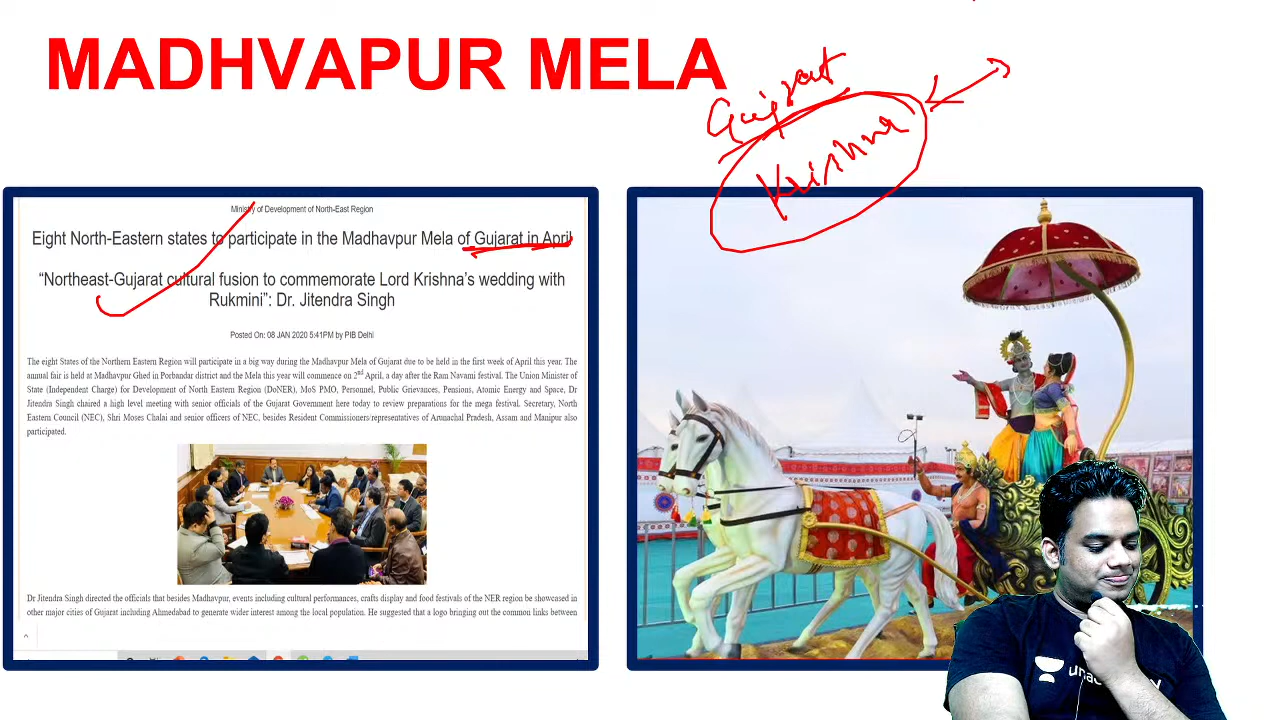 MADHVAPUR MELA
Gujrat
Krishna
Ministry of Development of North-East Region
Eight North-Eastern states to participate in the Madhavpur Mela of Gujarat in April
“Northeast-Gujarat cultural fusion to commemorate Lord Krishna’s wedding with
Rukmini”: Dr. Jitendra Singh
Posted On: 08 JAN 2020 5:41PM by PIB Delhi
The eight States of the Northern Eastern Region will participate in a big way during the Madhavpur Mela of Gujarat due to be held in the first week of April this year. The
annual fair is held at Madhavpur Ghed in Porbandar district and the Mela this year will commence on 2nd April, a day after the Ram Navami festival. The Union Minister of
State (Independent Charge) for Development of North Eastern Region (DoNER), MoS PMO, Personnel, Public Grievances, Pensions, Atomic Energy and Space, Dr
Jitendra Singh chaired a high level meeting with senior officials of the Gujarat Government here today to review preparations for the mega festival. Secretary, North
Eastern Council (NEC), Shri Moses Chalai and senior officers of NEC, besides Resident Commissioners/representatives of Arunachal Pradesh, Assam and Manipur also
participated.
Dr Jitendra Singh directed the officials that besides Madhavpur, events including cultural performances, crafts display and food festivals of the NER region be showcased in
other major cities of Gujarat including Ahmedabad to generate wider interest among the local population. He suggested that a logo bringing out the common links between